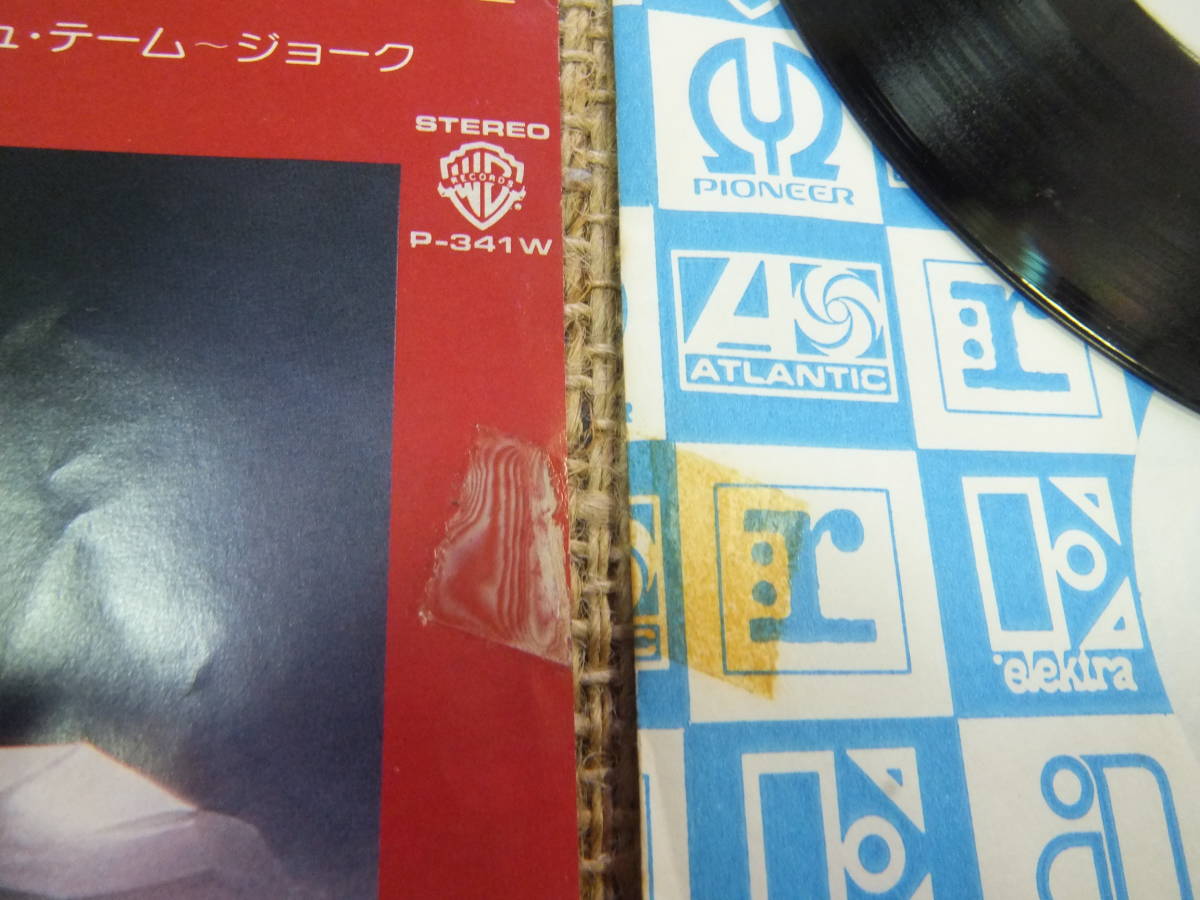 ュ・テーム～ジョーク
STEREO
WB
RECORDS
P-341W
PIONEER
ATLANTIC
r
r
elektra